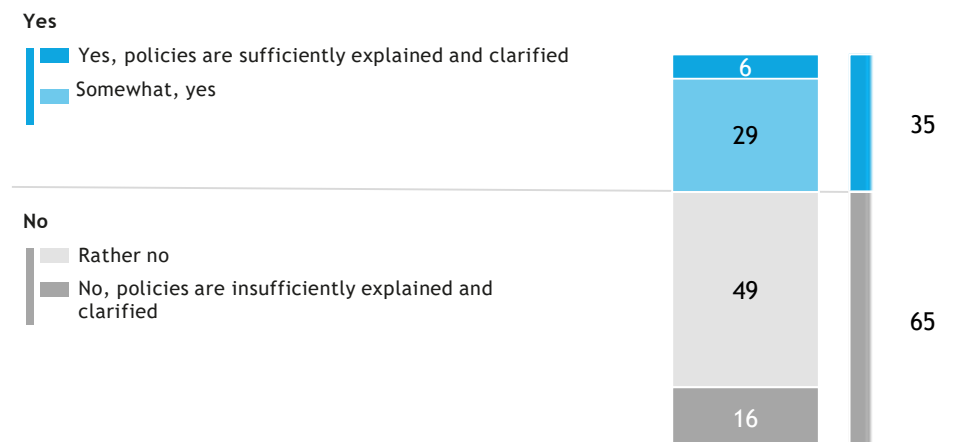 Yes
Yes, policies are sufficiently explained and clarified
Somewhat, yes
6
29
35
No
Rather no
No, policies are insufficiently explained and
clarified
49
65
16